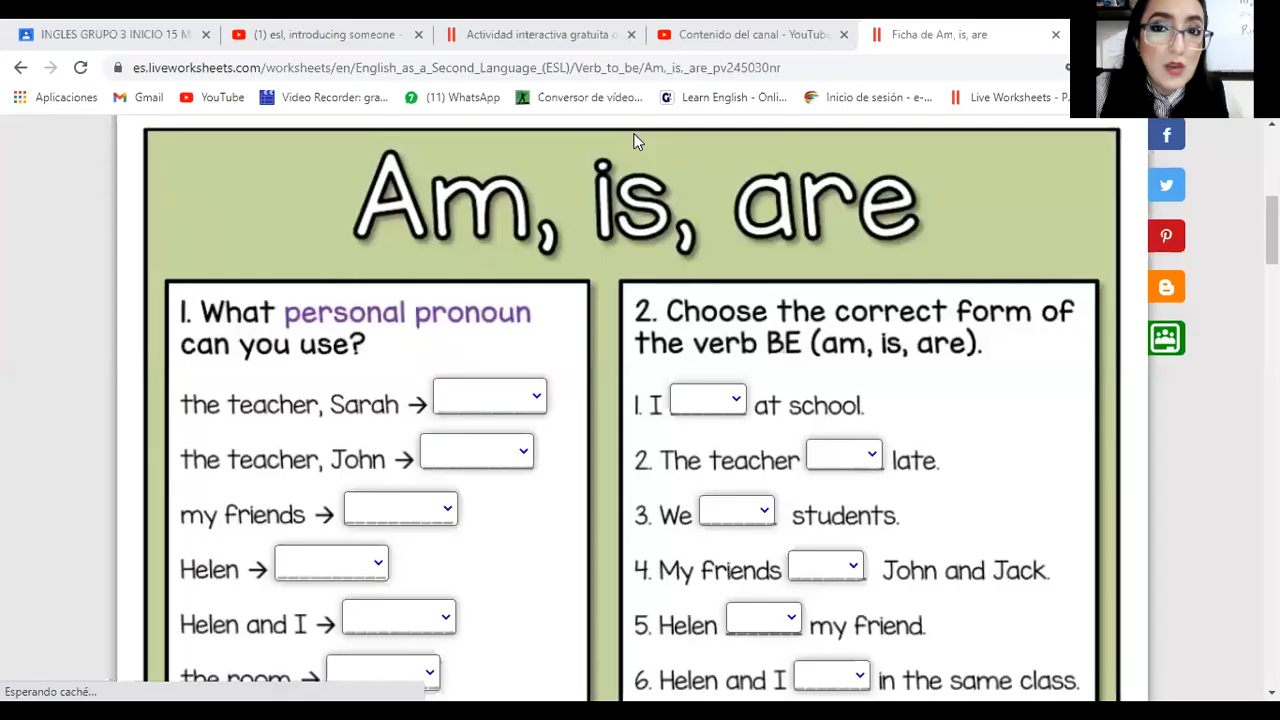 INGLES GRUPO 3 INICIO 15 M
(1) esl, introducing someone -
Actividad interactiva gratuita o
Contenido del canal - YouTube
Ficha de Am, is, are
es.liveworksheets.com/worksheets/en/English_as_a_Second_Language_(ESL)/Verb_to_be/Am,_is,_are_pv245030nr
Aplicaciones
Gmail
YouTube
Video Recorder: gra...
(11) WhatsApp
Conversor de vídeo...
Learn English - Onli...
Inicio de sesión - e-...
Live Worksheets - P...
Am, is, are
1. What personal pronoun
can you use?
the teacher, Sarah →
the teacher, John →
my friends →
Helen →
Helen and I →
the room →
2. Choose the correct form of
the verb BE (am, is, are).
1. I at school.
2. The teacher late.
3. We students.
4. My friends John and Jack.
5. Helen my friend.
6. Helen and I in the same class.
Esperando caché...